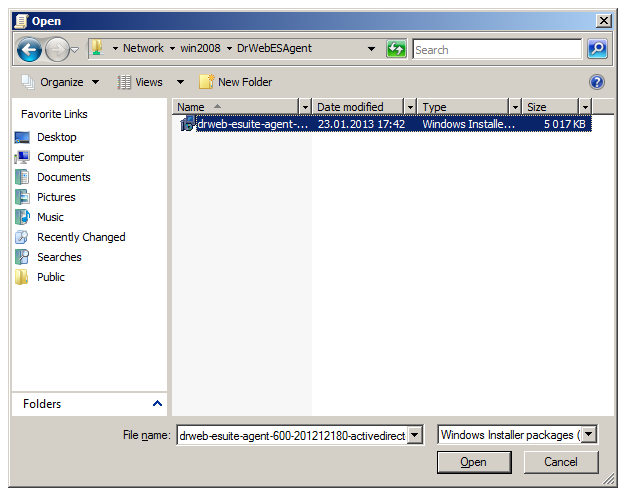 Open
Network win2008 DrWebESAgent Search
Organize Views New Folder
Favorite Links
Desktop
Computer
Documents
Pictures
Music
Recently Changed
Searches
Public
Folders
Name Date modified Type Size
drweb-esuite-agent-... 23.01.2013 17:42 Windows Installe... 5 017 KB
File name: drweb-esuite-agent-600-201212180-activedirect Windows Installer packages (
Open Cancel